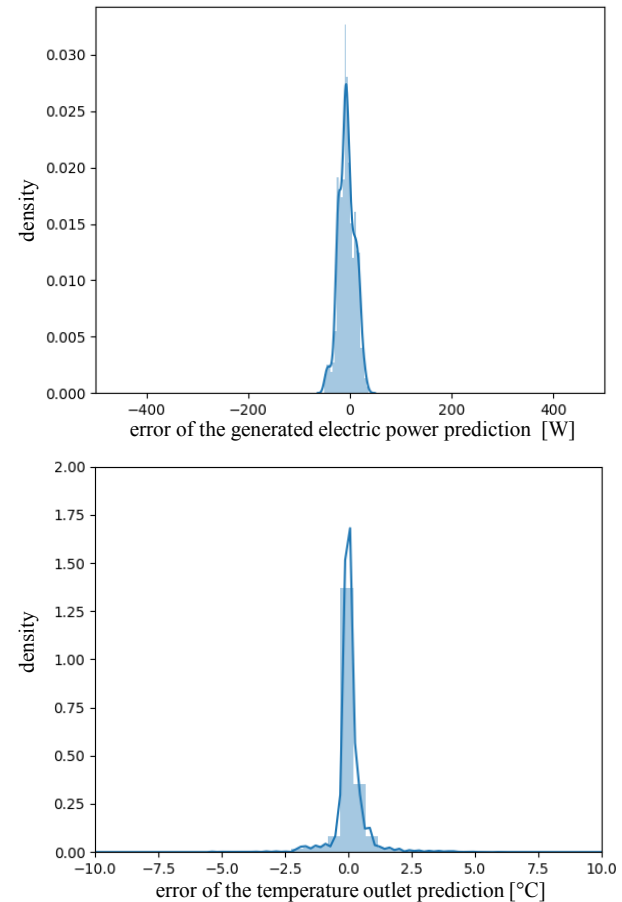 0.030
0.025
0.020
0.015
0.010
0.005
0.000
density
−400 −200 0 200 400
error of the generated electric power prediction [W]
2.00
1.75
1.50
1.25
1.00
0.75
0.50
0.25
0.00
density
−10.0 −7.5 −5.0 −2.5 0.0 2.5 5.0 7.5 10.0
error of the temperature outlet prediction [°C]